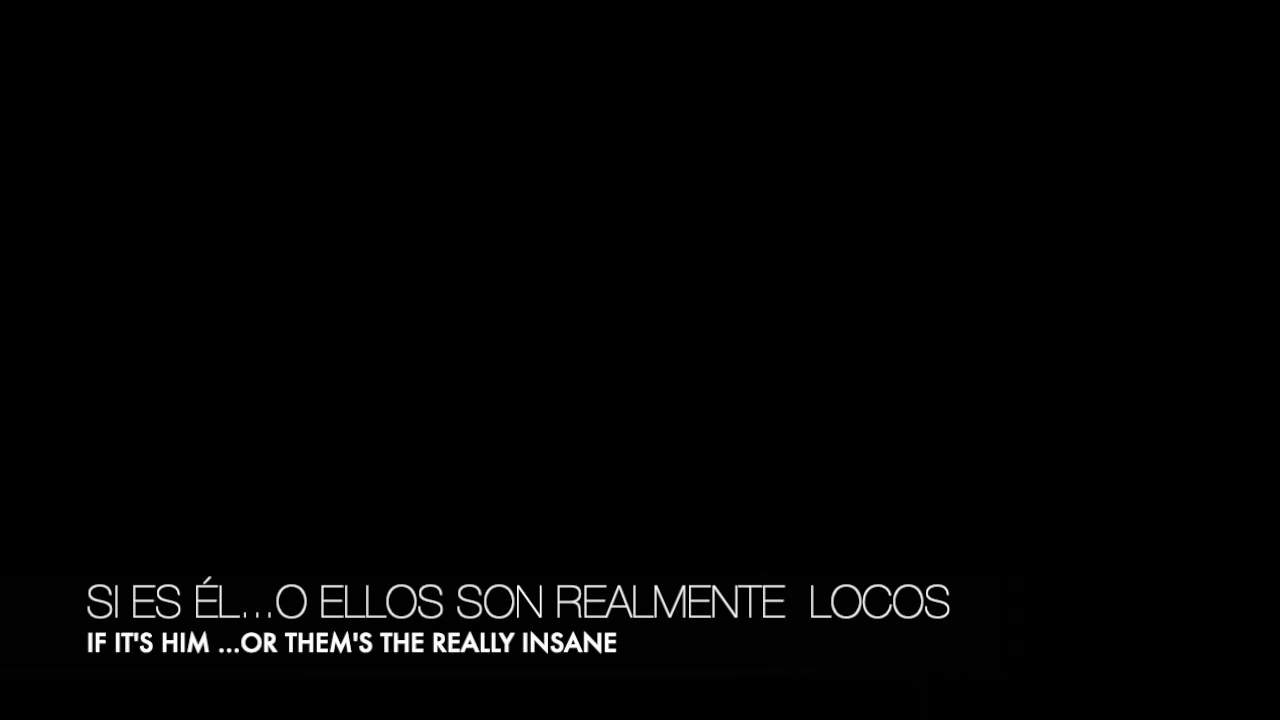 SI ES ÉL...O ELLOS SON REALMENTE LOCOS
IF IT'S HIM ...OR THEM'S THE REALLY INSANE